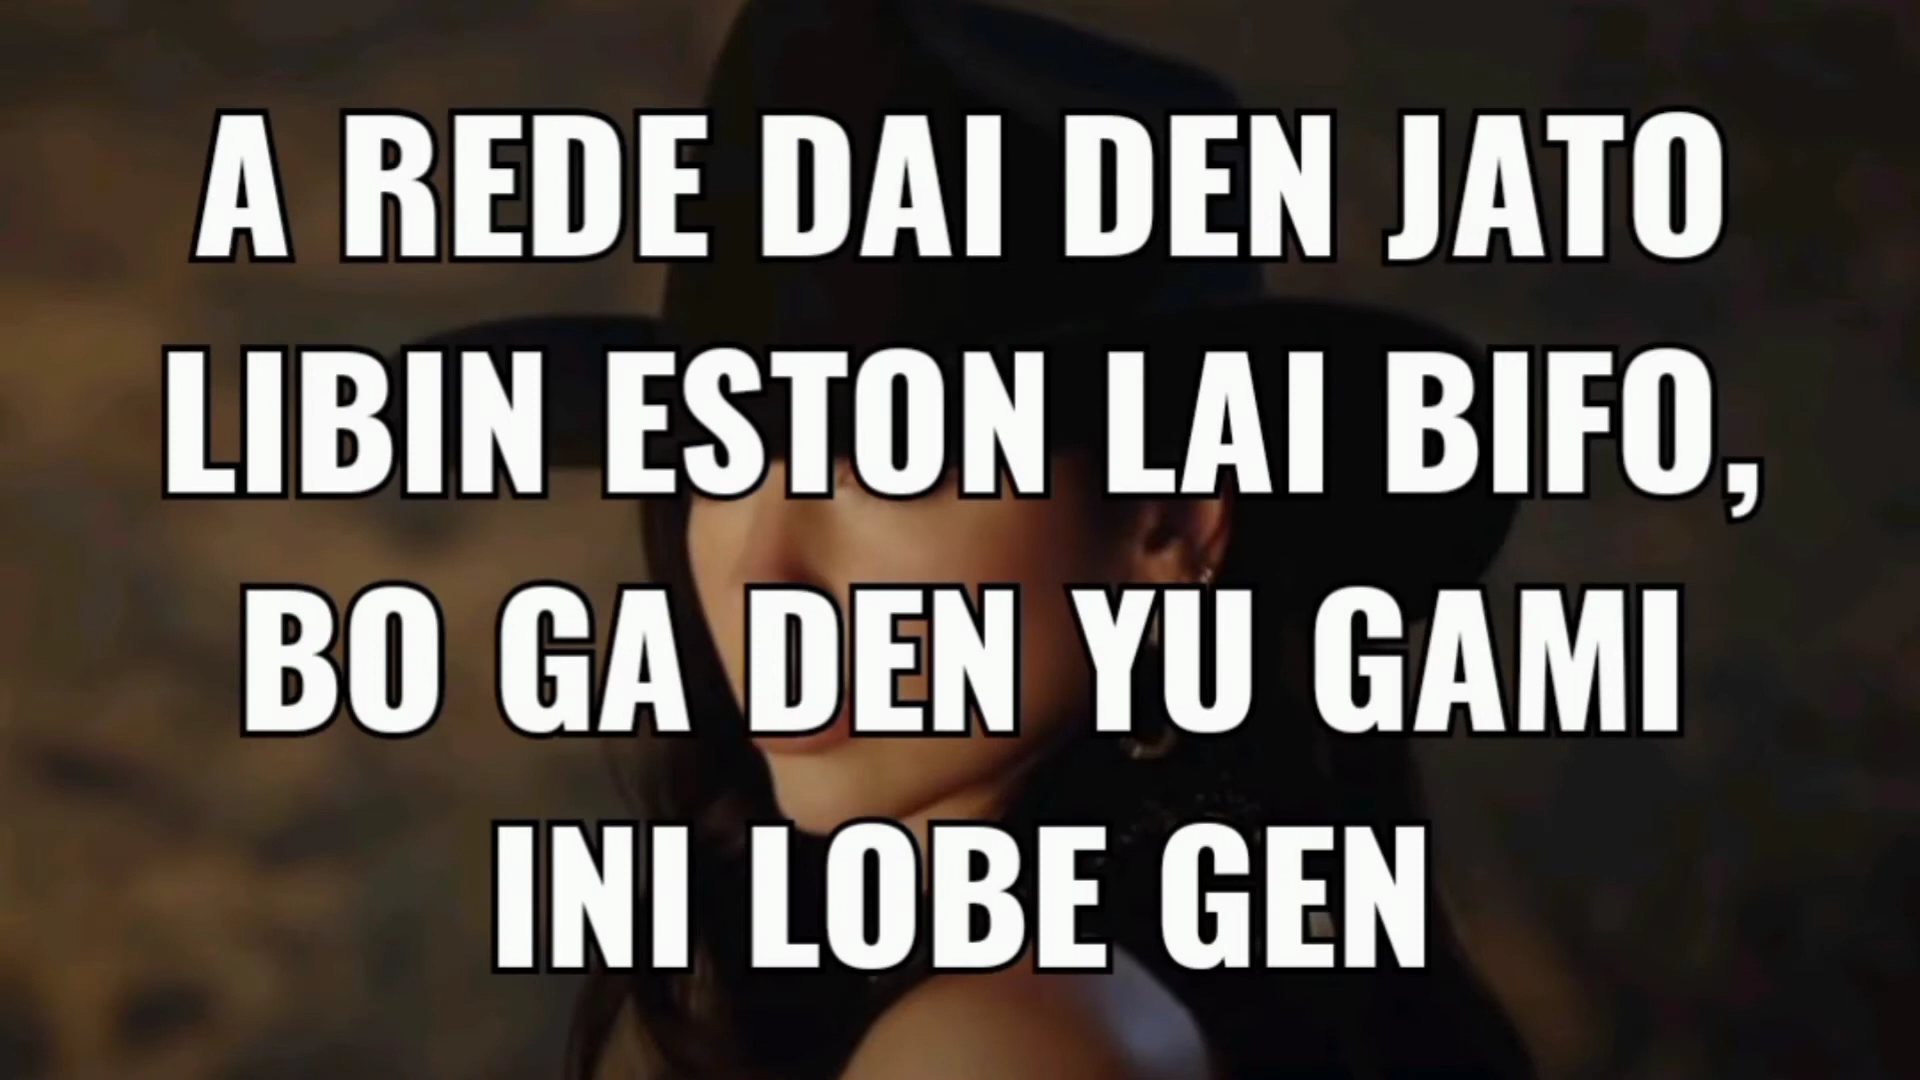 A REDE DAI DEN JATO
LIBIN ESTON LAI BIFO,
BO GA DEN YU GAMI
INI LOBE GEN